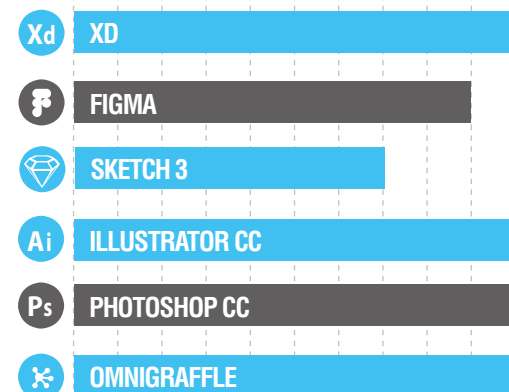 Xd XD
FIGMA
SKETCH 3
Ai ILLUSTRATOR CC
Ps PHOTOSHOP CC
OMNIGRAFFLE